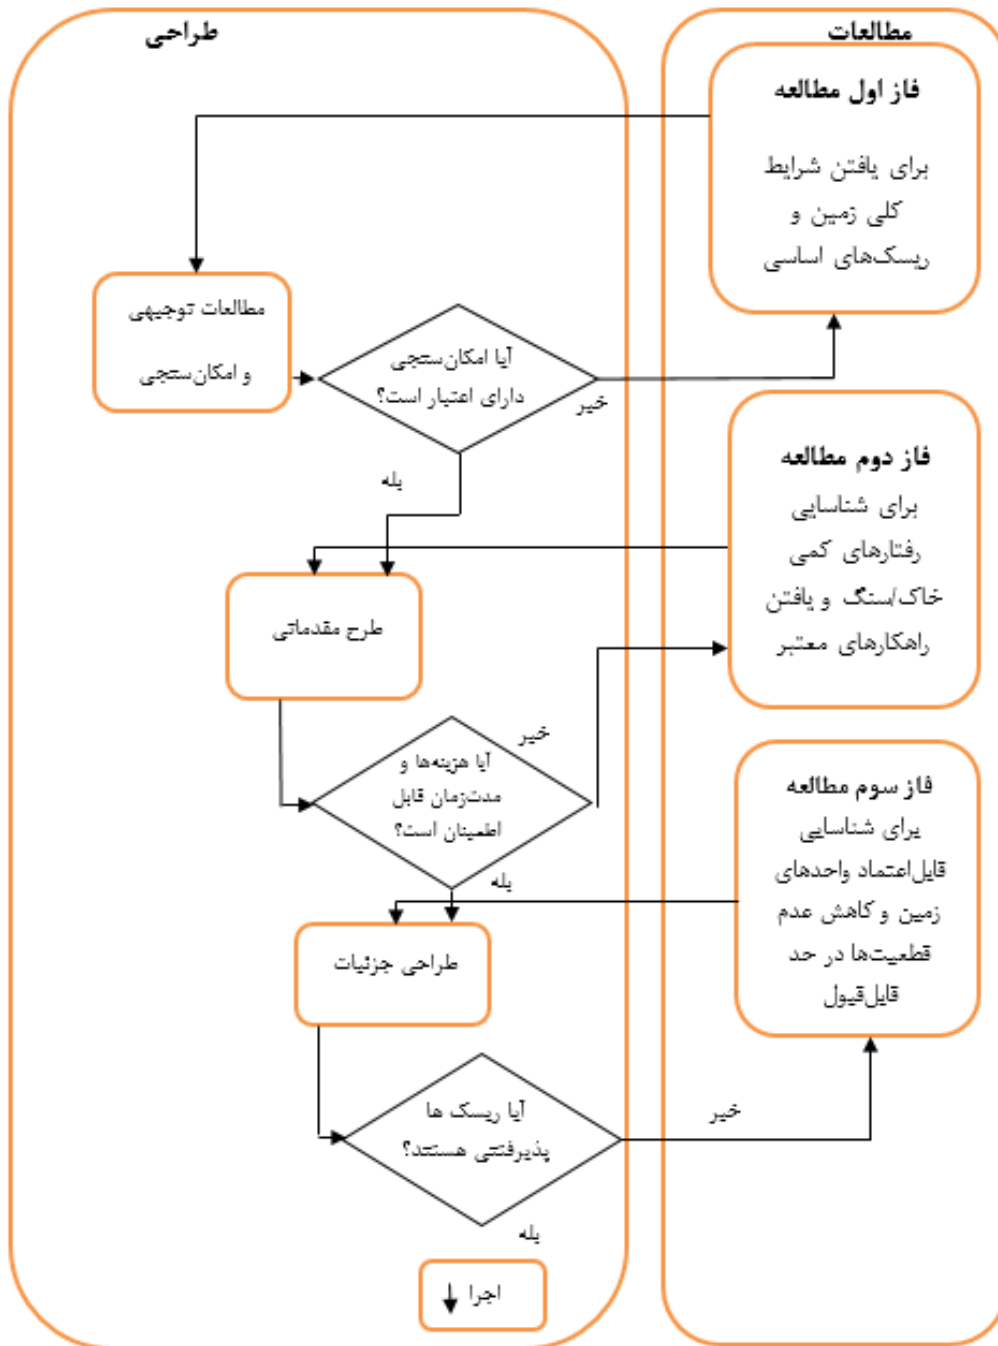 مطالعات
طراحی
فاز اول مطالعه
برای یافتن شرایط
کلی زمین و
ریسک‌های اساسی
مطالعات توجیهی
و امکان‌سنجی
آیا امکان‌سنجی
دارای اعتبار است؟
خیر
بله
فاز دوم مطالعه
برای شناسایی
رفتارهای کمی
خاک/سنگ و یافتن
راهکارهای معتبر
طرح مقدماتی
آیا هزینه‌ها و
مدت‌زمان قابل
اطمینان است؟
خیر
بله
فاز سوم مطالعه
برای شناسایی
قابل‌اعتماد واحدهای
زمین و کاهش عدم
قطعیت‌ها در حد
قابل‌قبول
طراحی جزئیات
آیا ریسک ها
پذیرفتنی هستند؟
خیر
بله
اجرا